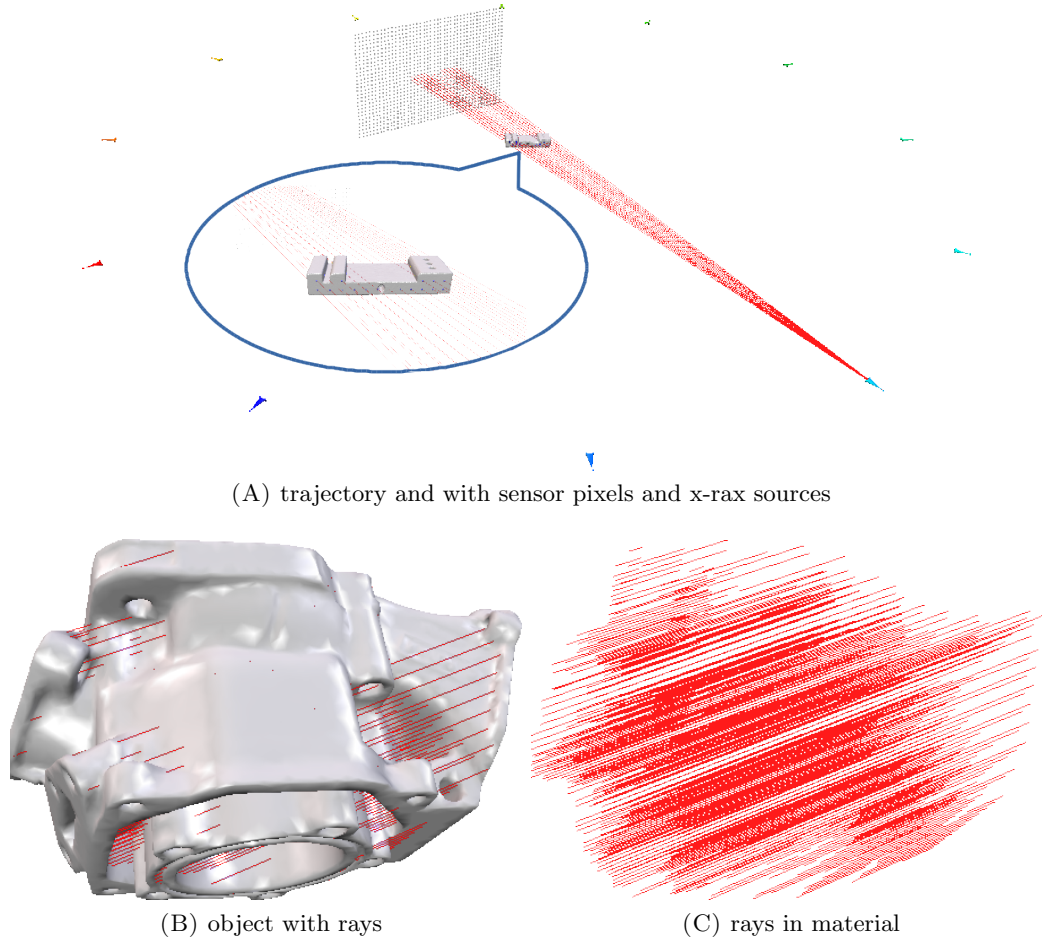 (A) trajectory and with sensor pixels and x-rax sources
(B) object with rays
(C) rays in material